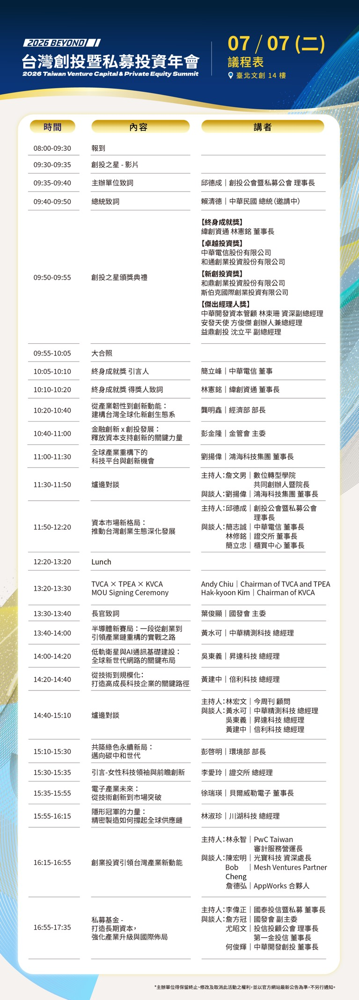 2026 BEYOND
台灣創投暨私募投資年會
2026 Taiwan Venture Capital & Private Equity Summit
07 / 07 (二)
議程表
臺北文創 14 樓
時間 內容 講者
08:00-09:30 報到
09:30-09:35 創投之星 - 影片
09:35-09:40 主辦單位致詞 邱德成｜創投公會暨私募公會 理事長
09:40-09:50 總統致詞 賴清德｜中華民國 總統（邀請中）
09:50-09:55 創投之星頒獎典禮
【終身成就獎】
緯創資通 林憲銘 董事長
【卓越投資獎】
中華電信股份有限公司
和通創業投資股份有限公司
【新創投資獎】
和鼎創業投資股份有限公司
斯伯克國際創業投資有限公司
【傑出經理人獎】
中華開發資本管顧 林束珊 資深副總經理
安發天使 方俊傑 創辦人兼總經理
益鼎創投 沈立平 副總經理
09:55-10:05 大合照
10:05-10:10 終身成就獎 引言人 簡立峰｜中華電信 董事
10:10-10:20 終身成就獎 得獎人致詞 林憲銘｜緯創資通 董事長
10:20-10:40 從產業韌性到創新動能：
建構台灣全球化新創生態系 龔明鑫｜經濟部 部長
10:40-11:00 金融創新 x 創投發展：
釋放資本支持創新的關鍵力量 彭金隆｜金管會 主委
11:00-11:30 全球產業重構下的
科技平台與創新機會 劉揚偉｜鴻海科技集團 董事長
11:30-11:50 爐邊對談
主持人：詹文男｜數位轉型學院
共同創辦人暨院長
與談人：劉揚偉｜鴻海科技集團 董事長
11:50-12:20 資本市場新格局：
推動台灣創業生態深化發展
主持人：邱德成｜創投公會暨私募公會
理事長
與談人：簡志誠｜中華電信 董事長
林修銘｜證交所 董事長
簡立忠｜櫃買中心 董事長
12:20-13:20 Lunch
13:20-13:30 TVCA × TPEA × KVCA
MOU Signing Ceremony
Andy Chiu｜Chairman of TVCA and TPEA
Hak-kyoon Kim｜Chairman of KVCA
13:30-13:40 長官致詞 葉俊顯｜國發會 主委
13:40-14:00 半導體新賽局：一段從創業到
引領產業鏈重構的實戰之路 黃水可｜中華精測科技 總經理
14:00-14:20 低軌衛星與AI通訊基礎建設：
全球新世代網路的關鍵布局 吳東義｜昇達科技 總經理
14:20-14:40 從技術到規模化：
打造高成長科技企業的關鍵路徑 黃建中｜倍利科技 總經理
14:40-15:10 爐邊對談
主持人：林宏文｜今周刊 顧問
與談人：黃水可｜中華精測科技 總經理
吳東義｜昇達科技 總經理
黃建中｜倍利科技 總經理
15:10-15:30 共築綠色永續新局：
邁向碳中和世代 彭啓明｜環境部 部長
15:30-15:35 引言-女性科技領袖與前瞻創新 李愛玲｜證交所 總經理
15:35-15:55 電子產業未來：
從技術創新到市場突破 徐瑞瑛｜貝爾威勒電子 董事長
15:55-16:15 隱形冠軍的力量：
精密製造如何撐起全球供應鏈 林淑珍｜川湖科技 總經理
16:15-16:55 創業投資引領台灣產業新動能
主持人：林永智｜PwC Taiwan
審計服務營運長
與談人：陳宏明｜光寶科技 資深處長
Bob ｜Mesh Ventures Partner
Cheng
詹德弘｜AppWorks 合夥人
16:55-17:35 私募基金 -
打造長期資本，
強化產業升級與國際佈局
主持人：李偉正｜國泰投信暨私募 董事長
與談人：詹方冠｜國發會 副主委
尤昭文｜投信投顧公會 理事長
第一金投信 董事長
何俊輝｜中華開發創投 董事長
*主辦單位得保留終止、修改及取消此活動之權利，並以官方網站最新公告為準，不另行通知。